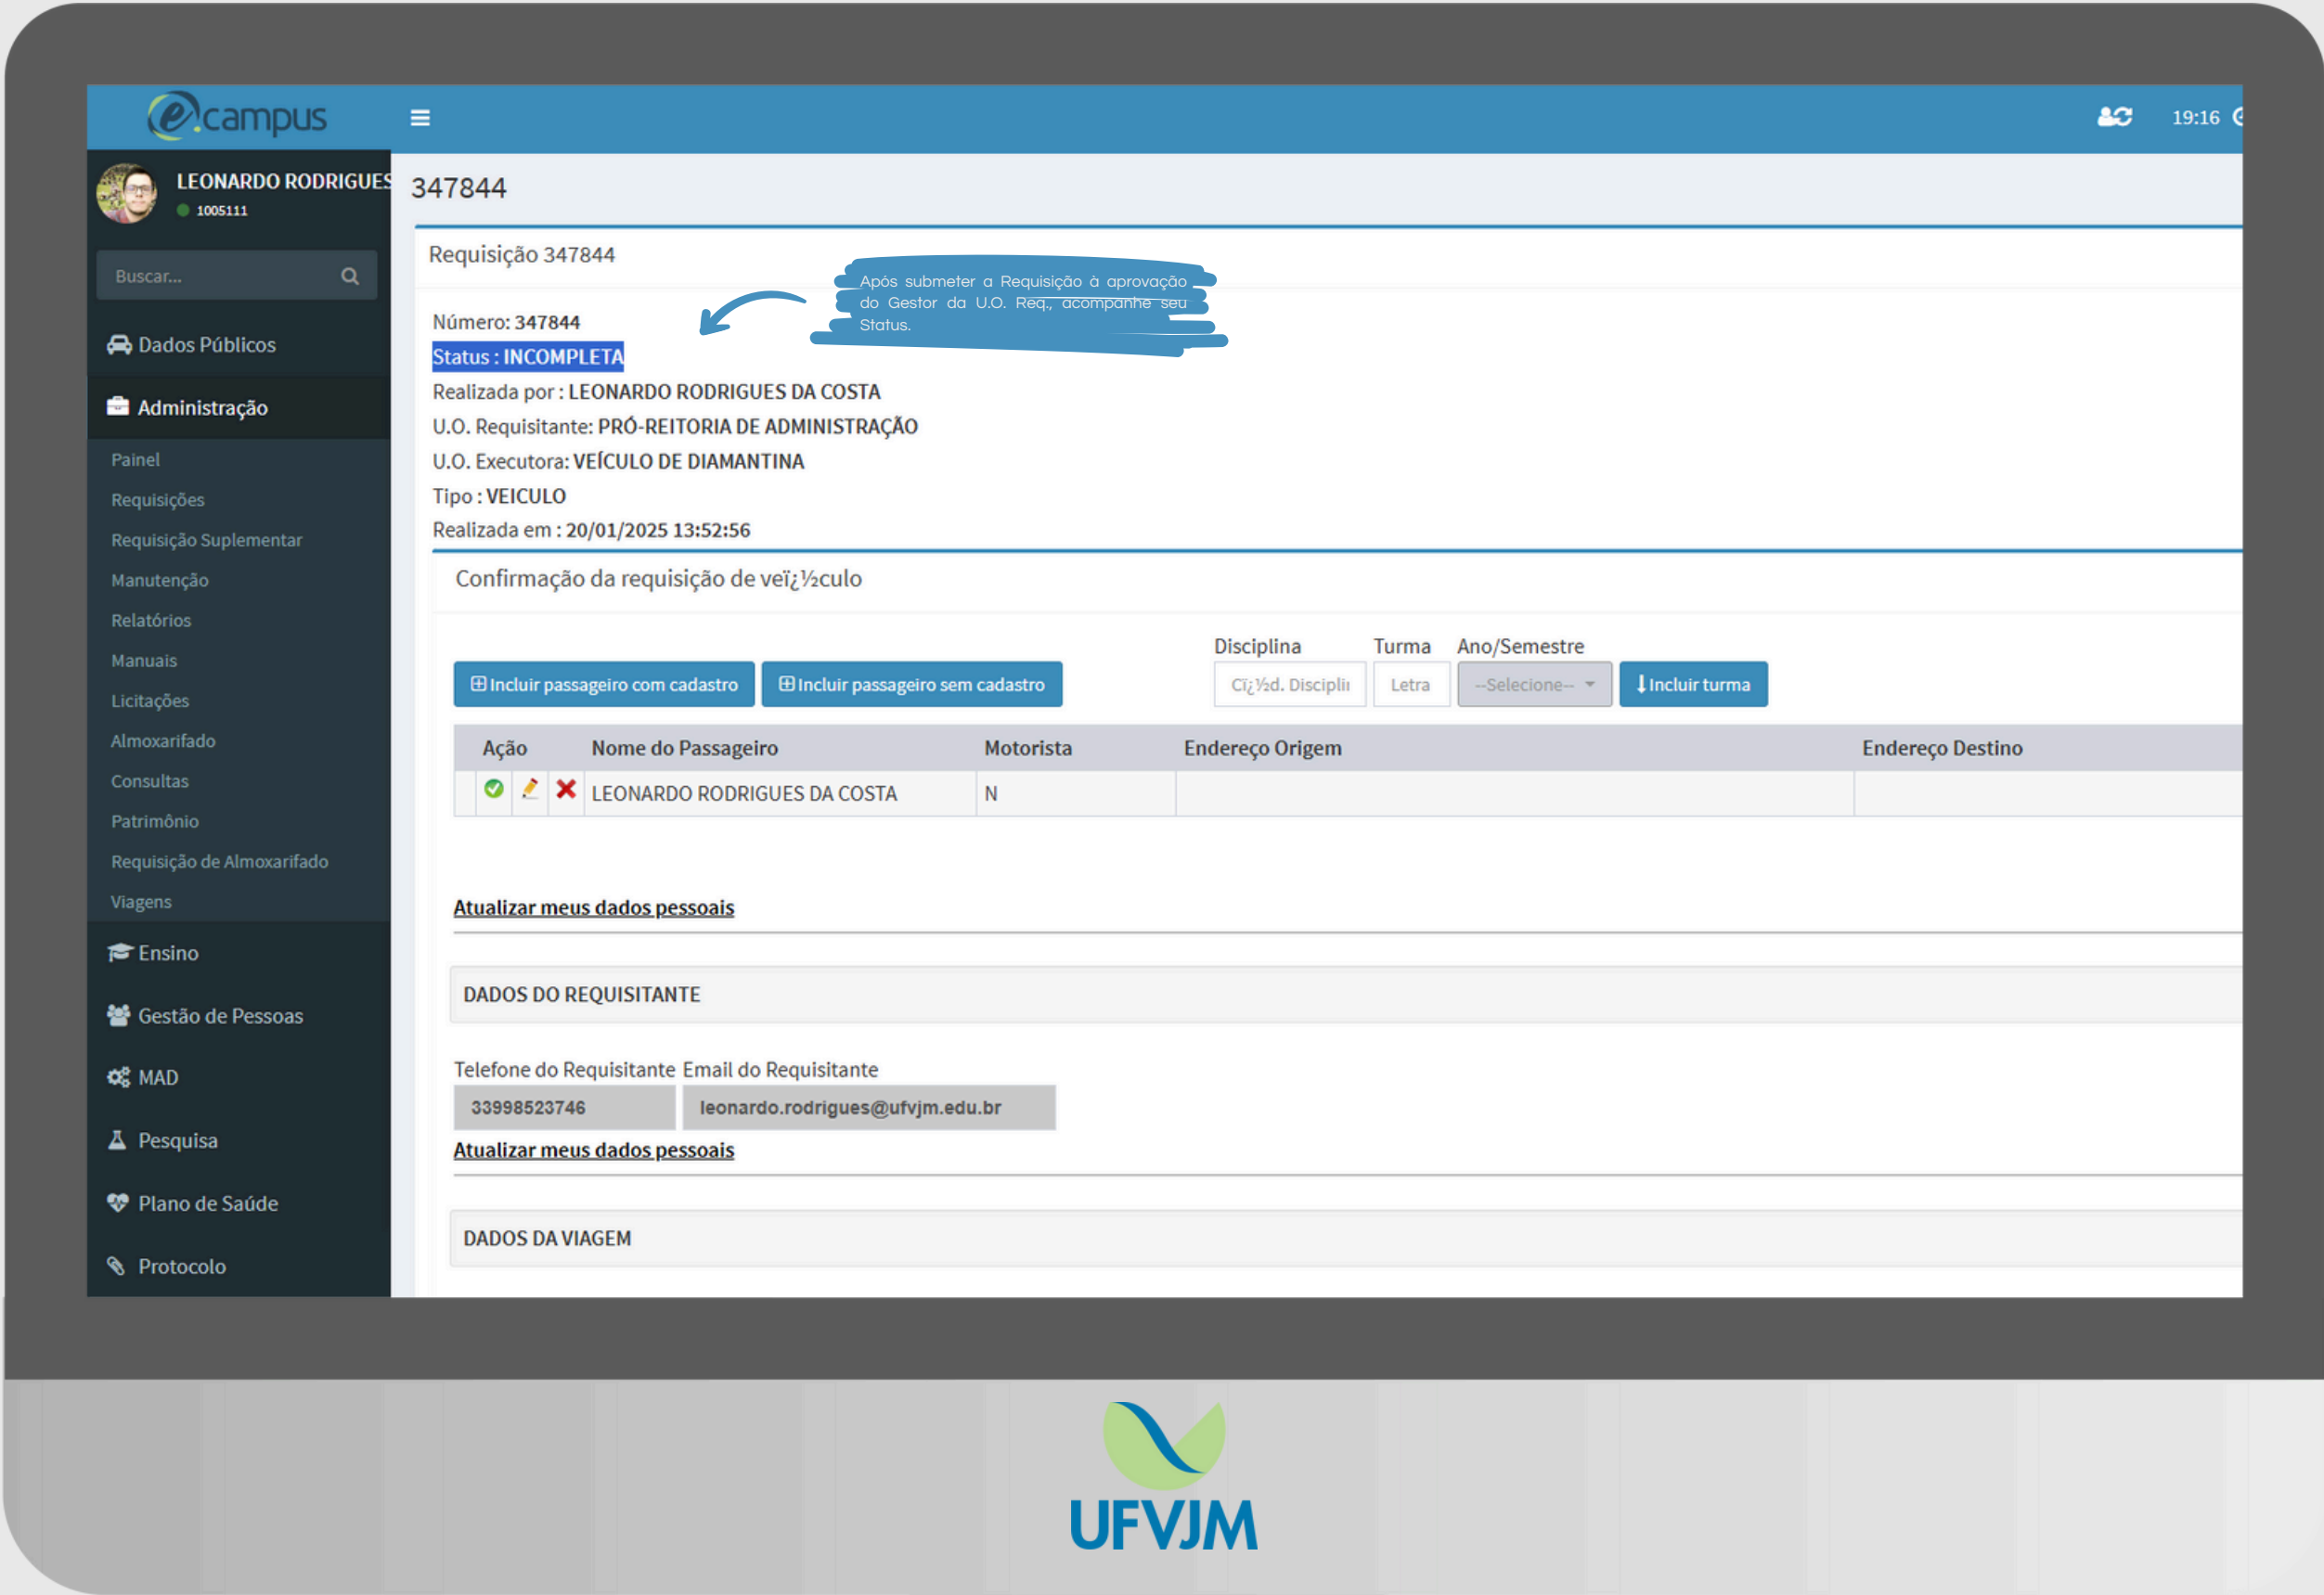 e.campus
19:16
LEONARDO RODRIGUES
1005111
347844
Buscar...
Requisição 347844
Após submeter a Requisição à aprovação
do Gestor da U.O. Req., acompanhe seu
Status.
Número: 347844
Status : INCOMPLETA
Realizada por : LEONARDO RODRIGUES DA COSTA
U.O. Requisitante: PRÓ-REITORIA DE ADMINISTRAÇÃO
U.O. Executora: VEÍCULO DE DIAMANTINA
Tipo : VEICULO
Realizada em : 20/01/2025 13:52:56
Dados Públicos
Administração
Painel
Requisições
Requisição Suplementar
Manutenção
Relatórios
Manuais
Licitações
Almoxarifado
Consultas
Patrimônio
Requisição de Almoxarifado
Viagens
Ensino
Gestão de Pessoas
MAD
Pesquisa
Plano de Saúde
Protocolo
Confirmação da requisição de veï¿½culo
Disciplina Turma Ano/Semestre
Incluir passageiro com cadastro Incluir passageiro sem cadastro Cï¿½d. Disciplin Letra --Selecione-- Incluir turma
Ação Nome do Passageiro Motorista Endereço Origem Endereço Destino
LEONARDO RODRIGUES DA COSTA N
Atualizar meus dados pessoais
DADOS DO REQUISITANTE
Telefone do Requisitante Email do Requisitante
33998523746 leonardo.rodrigues@ufvjm.edu.br
Atualizar meus dados pessoais
DADOS DA VIAGEM
UFVJM